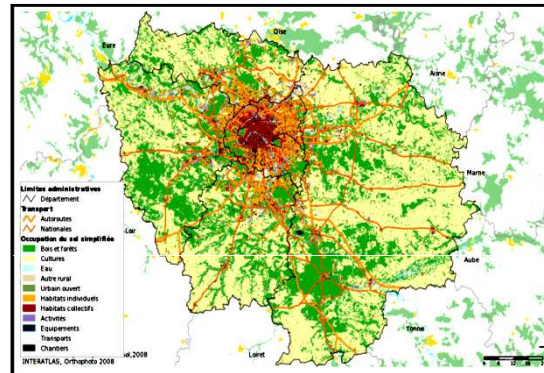 Oise
Eure
Aisne
Marne
Limites administratives
Département
Transport
Autoroutes
Nationales
Loir
Occupation du sol simplifiée
Bois et forêts
Cultures
Eau
Aube
Autre rural
Urbain ouvert
Habitats individuels
Habitats collectifs
Activités
Equipements
Transports
Yonne
Chantiers
Loiret
INTERATLAS, Orthophoto 2008